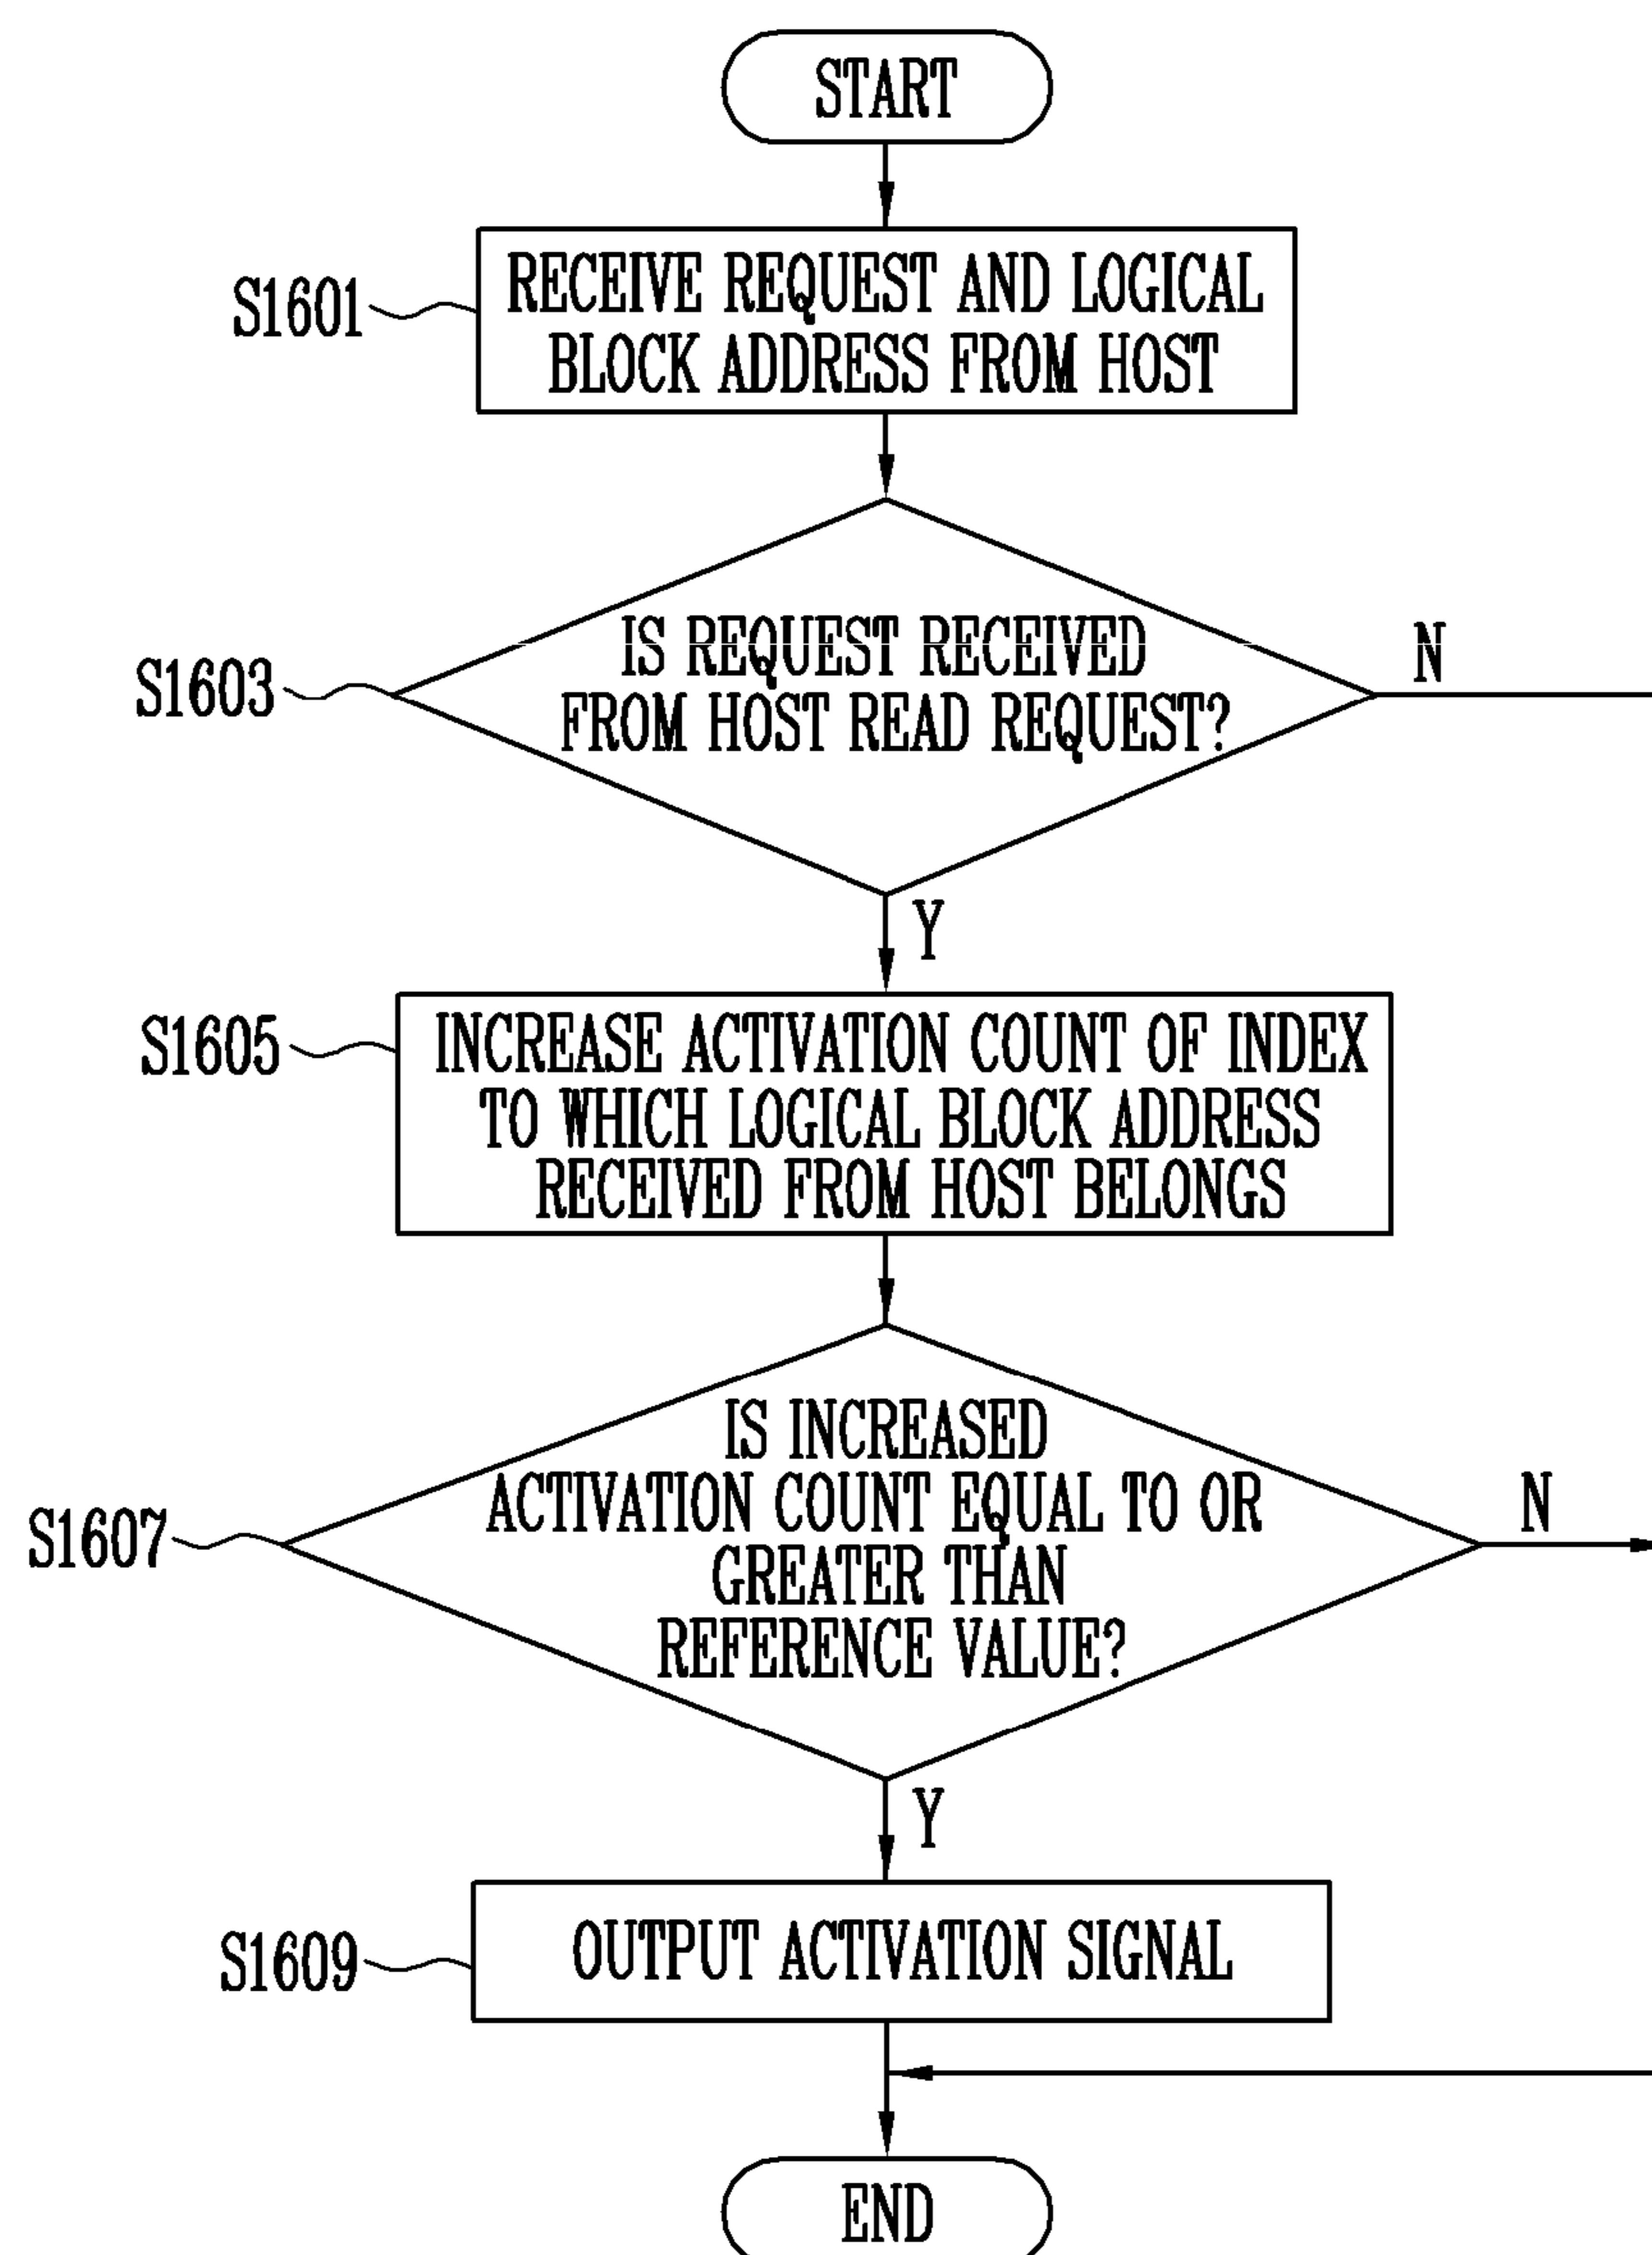 START
S1601
RECEIVE REQUEST AND LOGICAL
BLOCK ADDRESS FROM HOST
S1603
IS REQUEST RECEIVED
FROM HOST READ REQUEST?
N
Y
S1605
INCREASE ACTIVATION COUNT OF INDEX
TO WHICH LOGICAL BLOCK ADDRESS
RECEIVED FROM HOST BELONGS
S1607
IS INCREASED
ACTIVATION COUNT EQUAL TO OR
GREATER THAN
REFERENCE VALUE?
N
Y
S1609
OUTPUT ACTIVATION SIGNAL
END